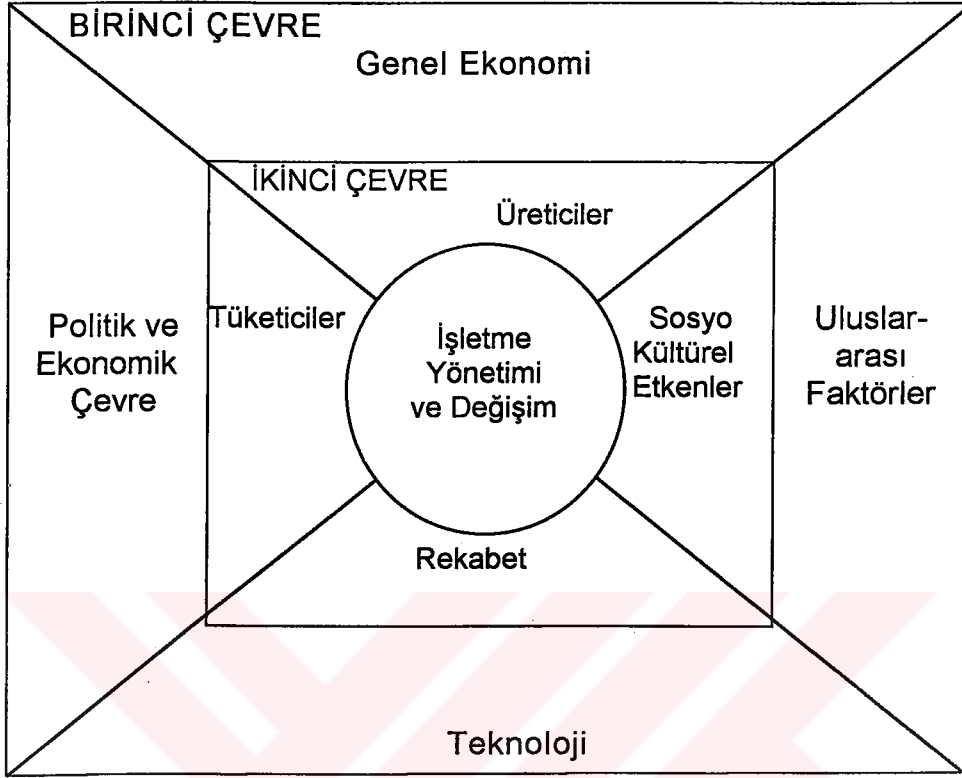 BİRİNCİ ÇEVRE
Genel Ekonomi
İKİNCİ ÇEVRE
Üreticiler
Politik ve
Ekonomik
Çevre
Tüketiciler
İşletme
Yönetimi
ve Değişim
Sosyo
Kültürel
Etkenler
Uluslar-
arası
Faktörler
Rekabet
Teknoloji